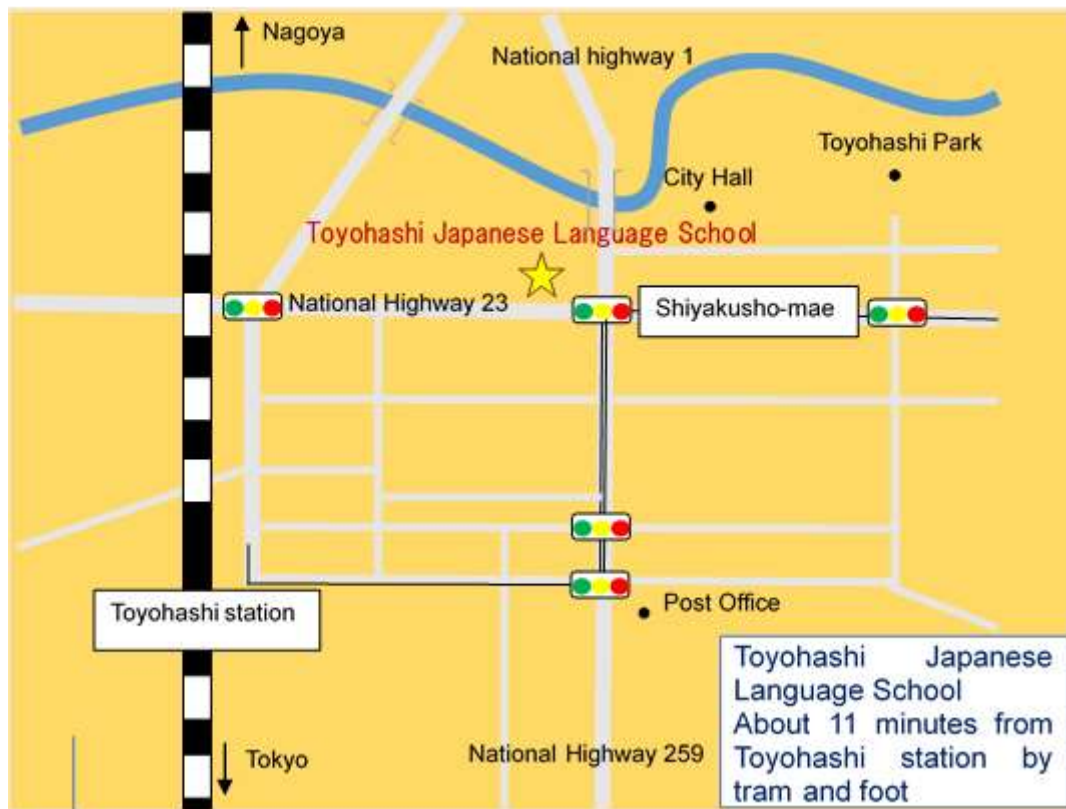 Nagoya
National highway 1
Toyohashi Park
City Hall
Toyohashi Japanese Language School
National Highway 23
Shiyakusho-mae
Toyohashi station
Post Office
Toyohashi Japanese
Language School
About 11 minutes from
Toyohashi station by
tram and foot
National Highway 259
Tokyo